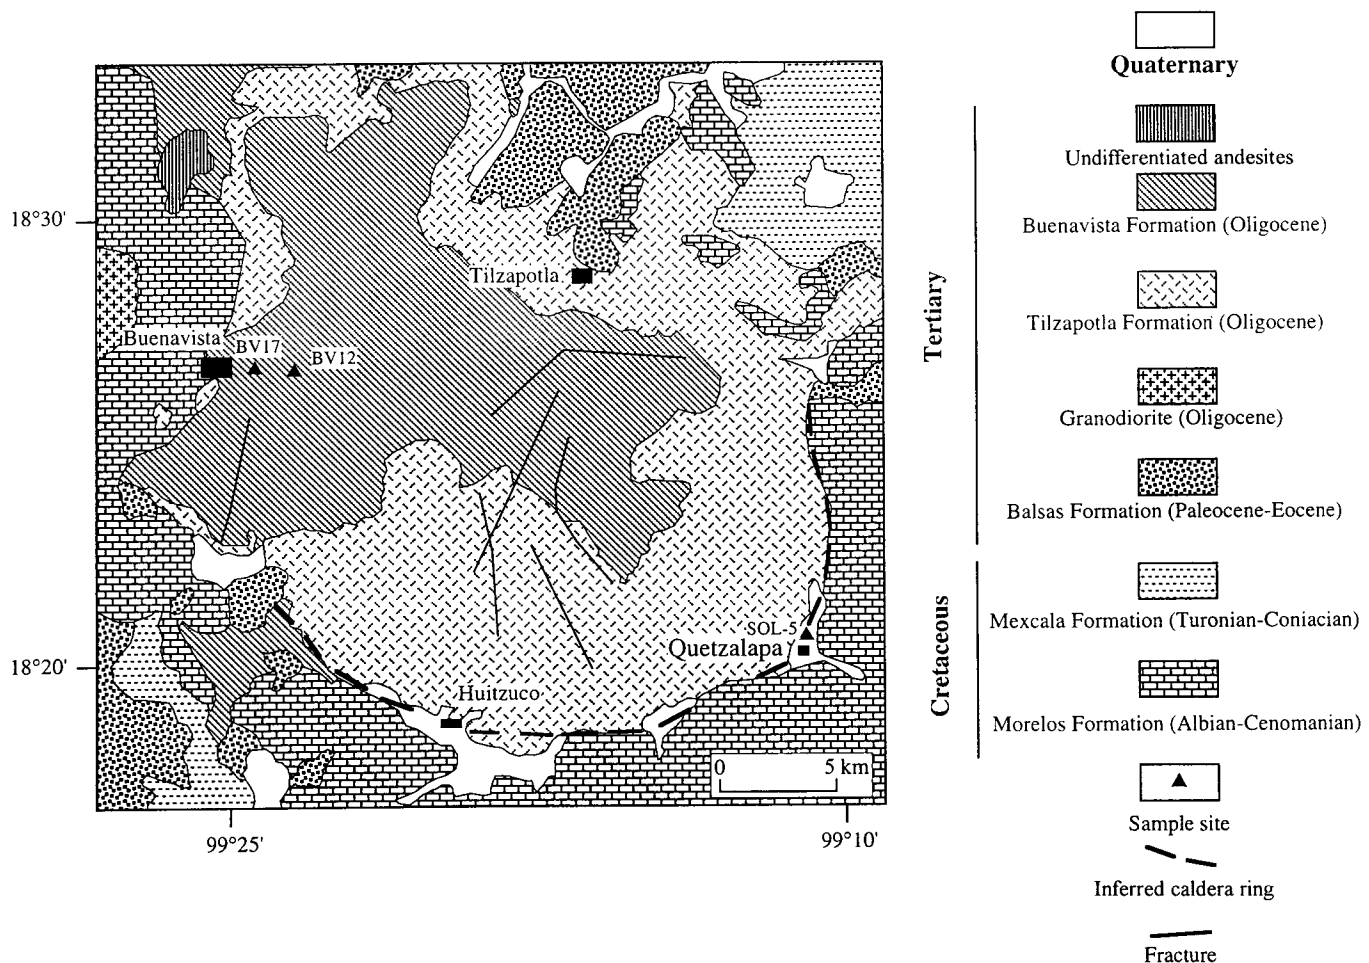 Quaternary
Undifferentiated andesites
Buenavista Formation (Oligocene)
Tilzapotla Formation (Oligocene)
Granodiorite (Oligocene)
Balsas Formation (Paleocene-Eocene)
Tertiary
Mexcala Formation (Turonian-Coniacian)
Morelos Formation (Albian-Cenomanian)
Cretaceous
Sample site
Inferred caldera ring
Fracture
18°30'
18°20'
99°25'
99°10'
Tilzapotla
Buenavista
BV17
BV12
SOL-5
Quetzalapa
Huitzuco
0 5 km